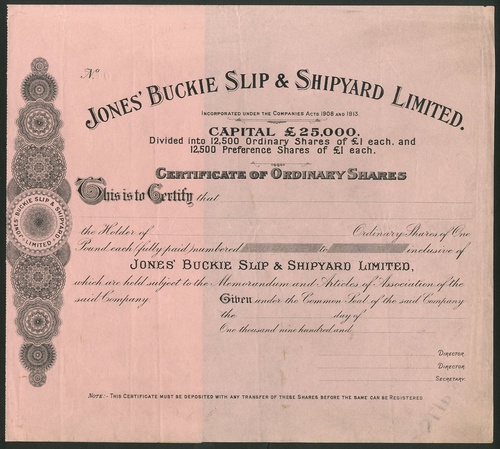 No
JONES' BUCKIE SLIP & SHIPYARD LIMITED.
INCORPORATED UNDER THE COMPANIES ACTS 1908 AND 1913.
CAPITAL £25,000.
Divided into 12,500 Ordinary Shares of £1 each. and
12,500 Preference Shares of £1 each.
CERTIFICATE OF ORDINARY SHARES
This is to Certify that
the Holder of Ordinary Shares of One
Pound each (fully paid) numbered to inclusive of
JONES' BUCKIE SLIP & SHIPYARD LIMITED,
which are held subject to the Memorandum and Articles of Association of the
said Company. Given under the Common Seal of the said Company
the day of
One thousand nine hundred and
DIRECTOR
DIRECTOR
SECRETARY.
NOTE:- THIS CERTIFICATE MUST BE DEPOSITED WITH ANY TRANSFER OF THESE SHARES BEFORE THE SAME CAN BE REGISTERED
JONES' BUCKIE SLIP & SHIPYARD
LIMITED